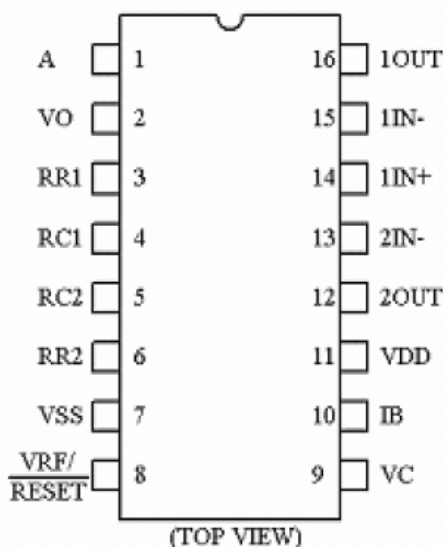 A 1 16 1OUT
VO 2 15 1IN-
RR1 3 14 1IN+
RC1 4 13 2IN-
RC2 5 12 2OUT
RR2 6 11 VDD
VSS 7 10 IB
VRF/
RESET 8 9 VC
(TOP VIEW)